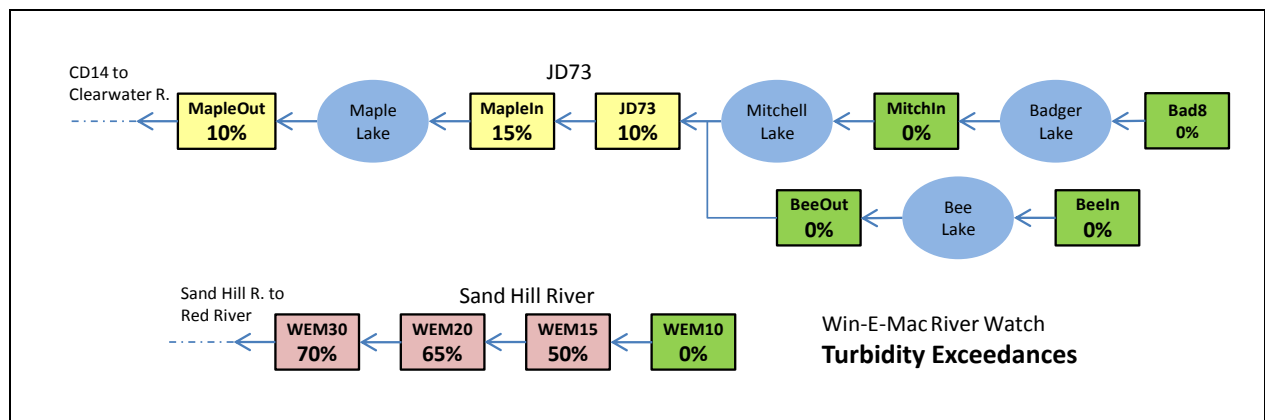 CD14 to
Clearwater R.
JD73
MapleOut
10%
Maple
Lake
MapleIn
15%
JD73
10%
Mitchell
Lake
MitchIn
0%
Badger
Lake
Bad8
0%
BeeOut
0%
Bee
Lake
BeeIn
0%
Sand Hill R. to
Red River
Sand Hill River
WEM30
70%
WEM20
65%
WEM15
50%
WEM10
0%
Win-E-Mac River Watch
Turbidity Exceedances